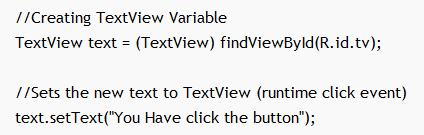 //Creating TextView Variable
TextView text = (TextView) findViewById(R.id.tv);
//Sets the new text to TextView (runtime click event)
text.setText("You Have click the button");